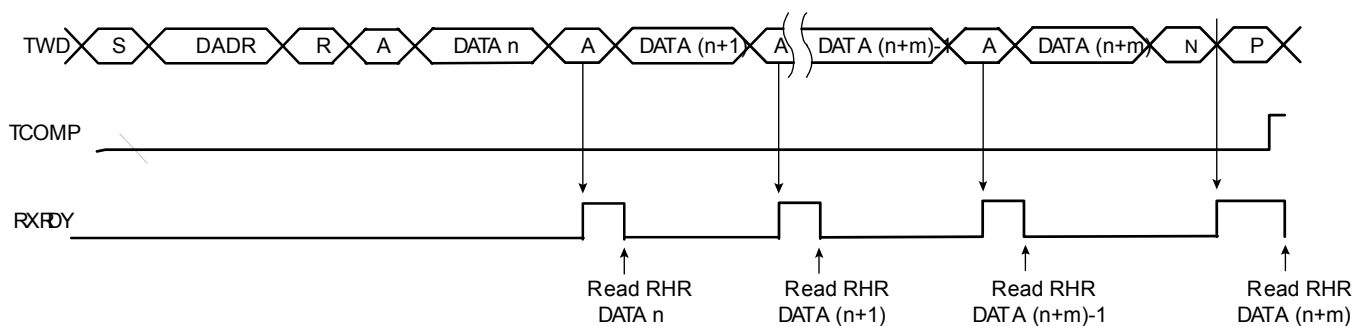 TWD S DADR R A DATA n A DATA (n+1) A DATA (n+m)-1 A DATA (n+m) N P
TCOMP
RXRDY
Read RHR Read RHR Read RHR Read RHR
DATA n DATA (n+1) DATA (n+m)-1 DATA (n+m)